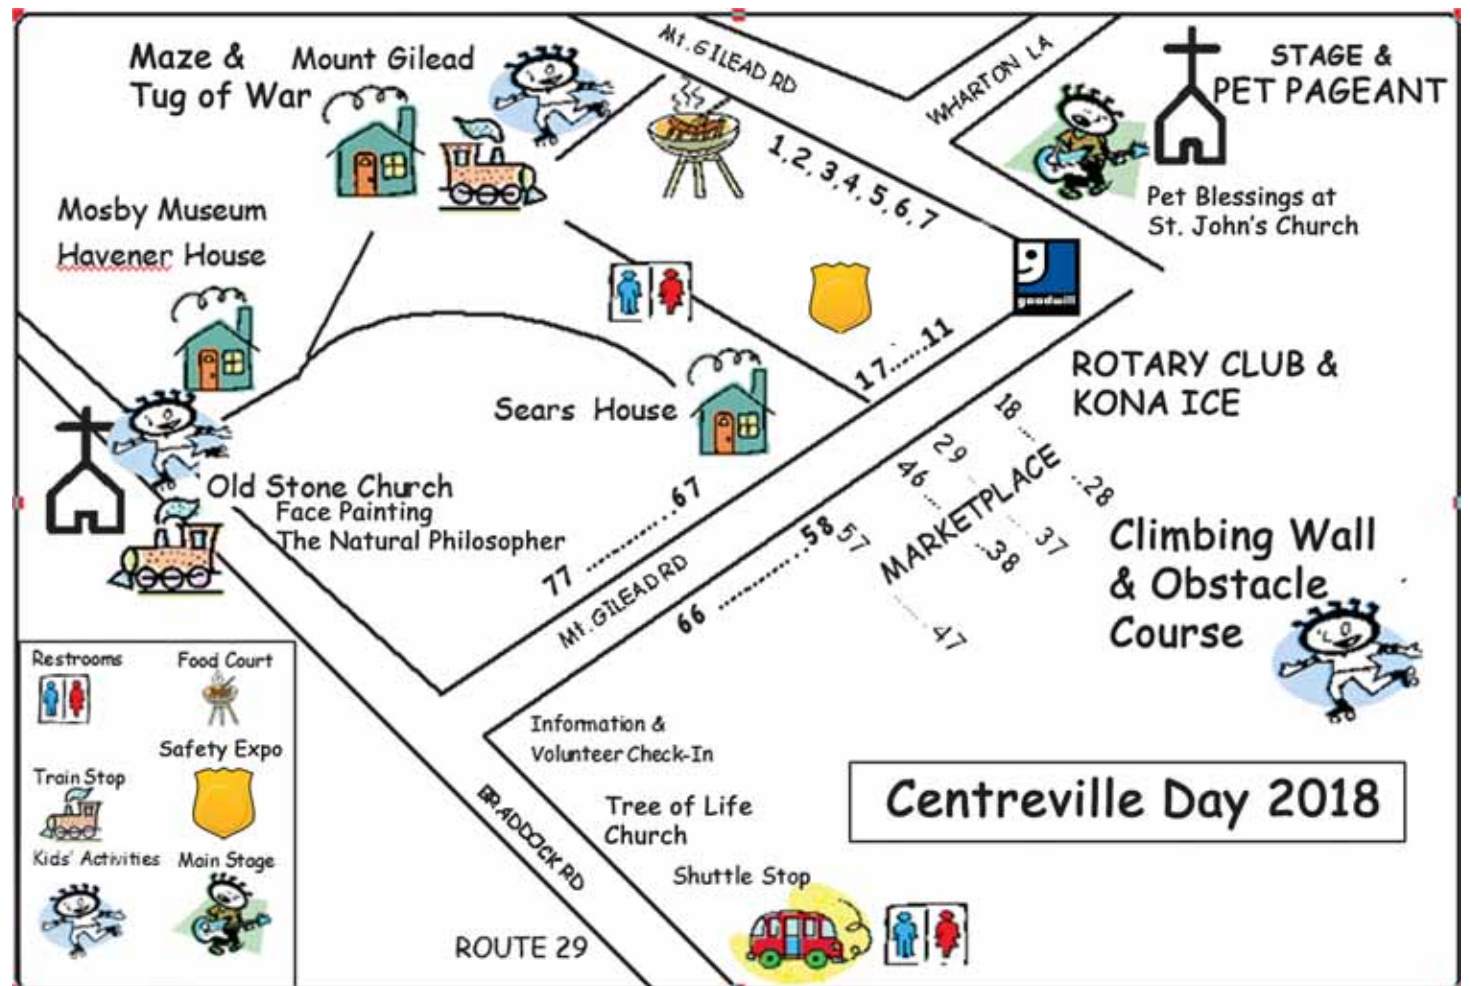 Maze &
Tug of War
Mount Gilead
Mt. GILEAD RD
WHARTON LA
STAGE &
PET PAGEANT
1,2,3,4,5,6,7
Pet Blessings at
St. John's Church
Mosby Museum
Havener House
goodwill
17......11
ROTARY CLUB &
KONA ICE
Sears House
18....
...28
29
37
46....
...38
MARKETPLACE
Old Stone Church
Face Painting
The Natural Philosopher
77 ............67
Mt. GILEAD RD
66 ............58
57
47
Climbing Wall
& Obstacle
Course
Restrooms
Food Court
Safety Expo
Train Stop
Kids' Activities
Main Stage
Information &
Volunteer Check-In
BRADDOCK RD
Tree of Life
Church
Centreville Day 2018
Shuttle Stop
ROUTE 29